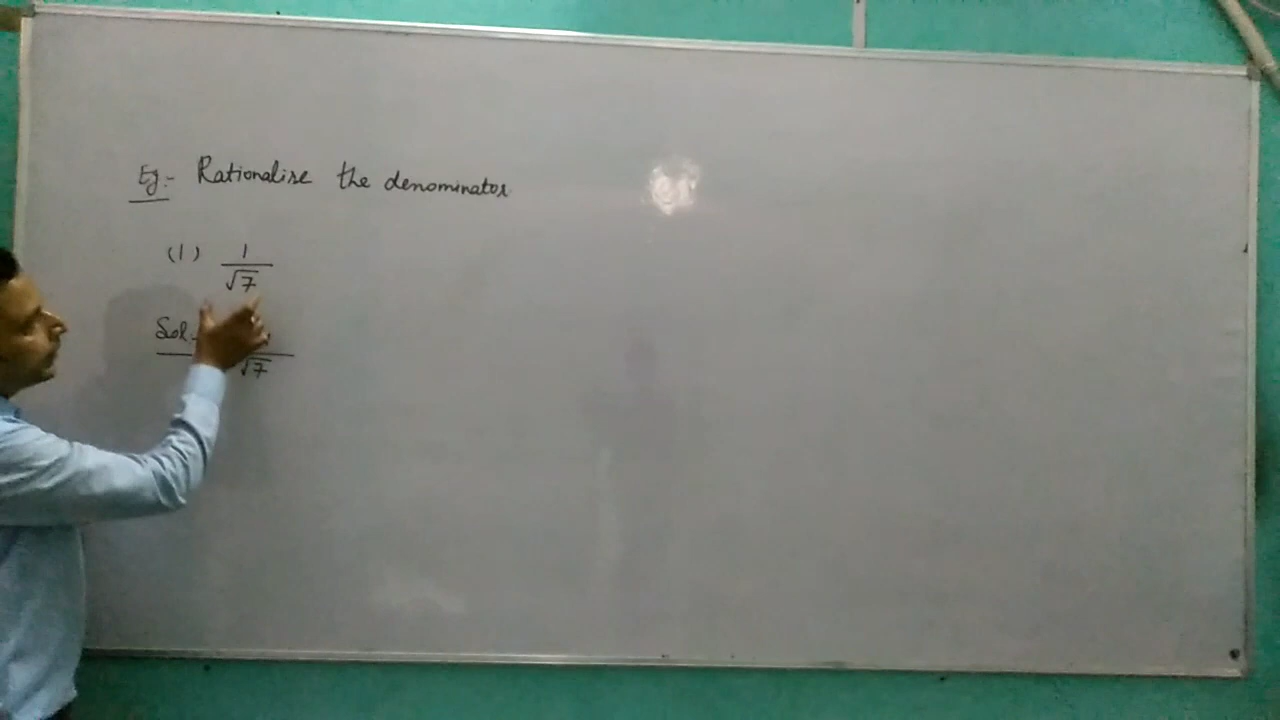 Eg:- Rationalise the denominator
(1) 1/√7
Sol.- /√7